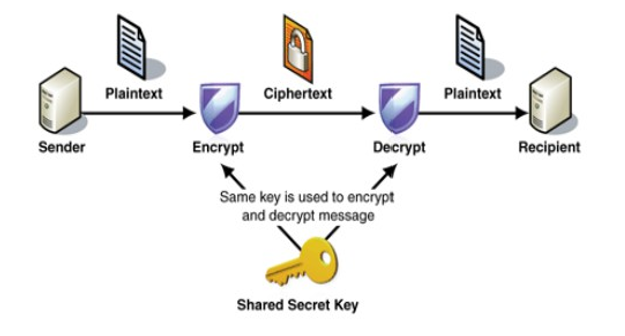 Plaintext
Ciphertext
Plaintext
Sender
Encrypt
Decrypt
Recipient
Same key is used to encrypt
and decrypt message
Shared Secret Key